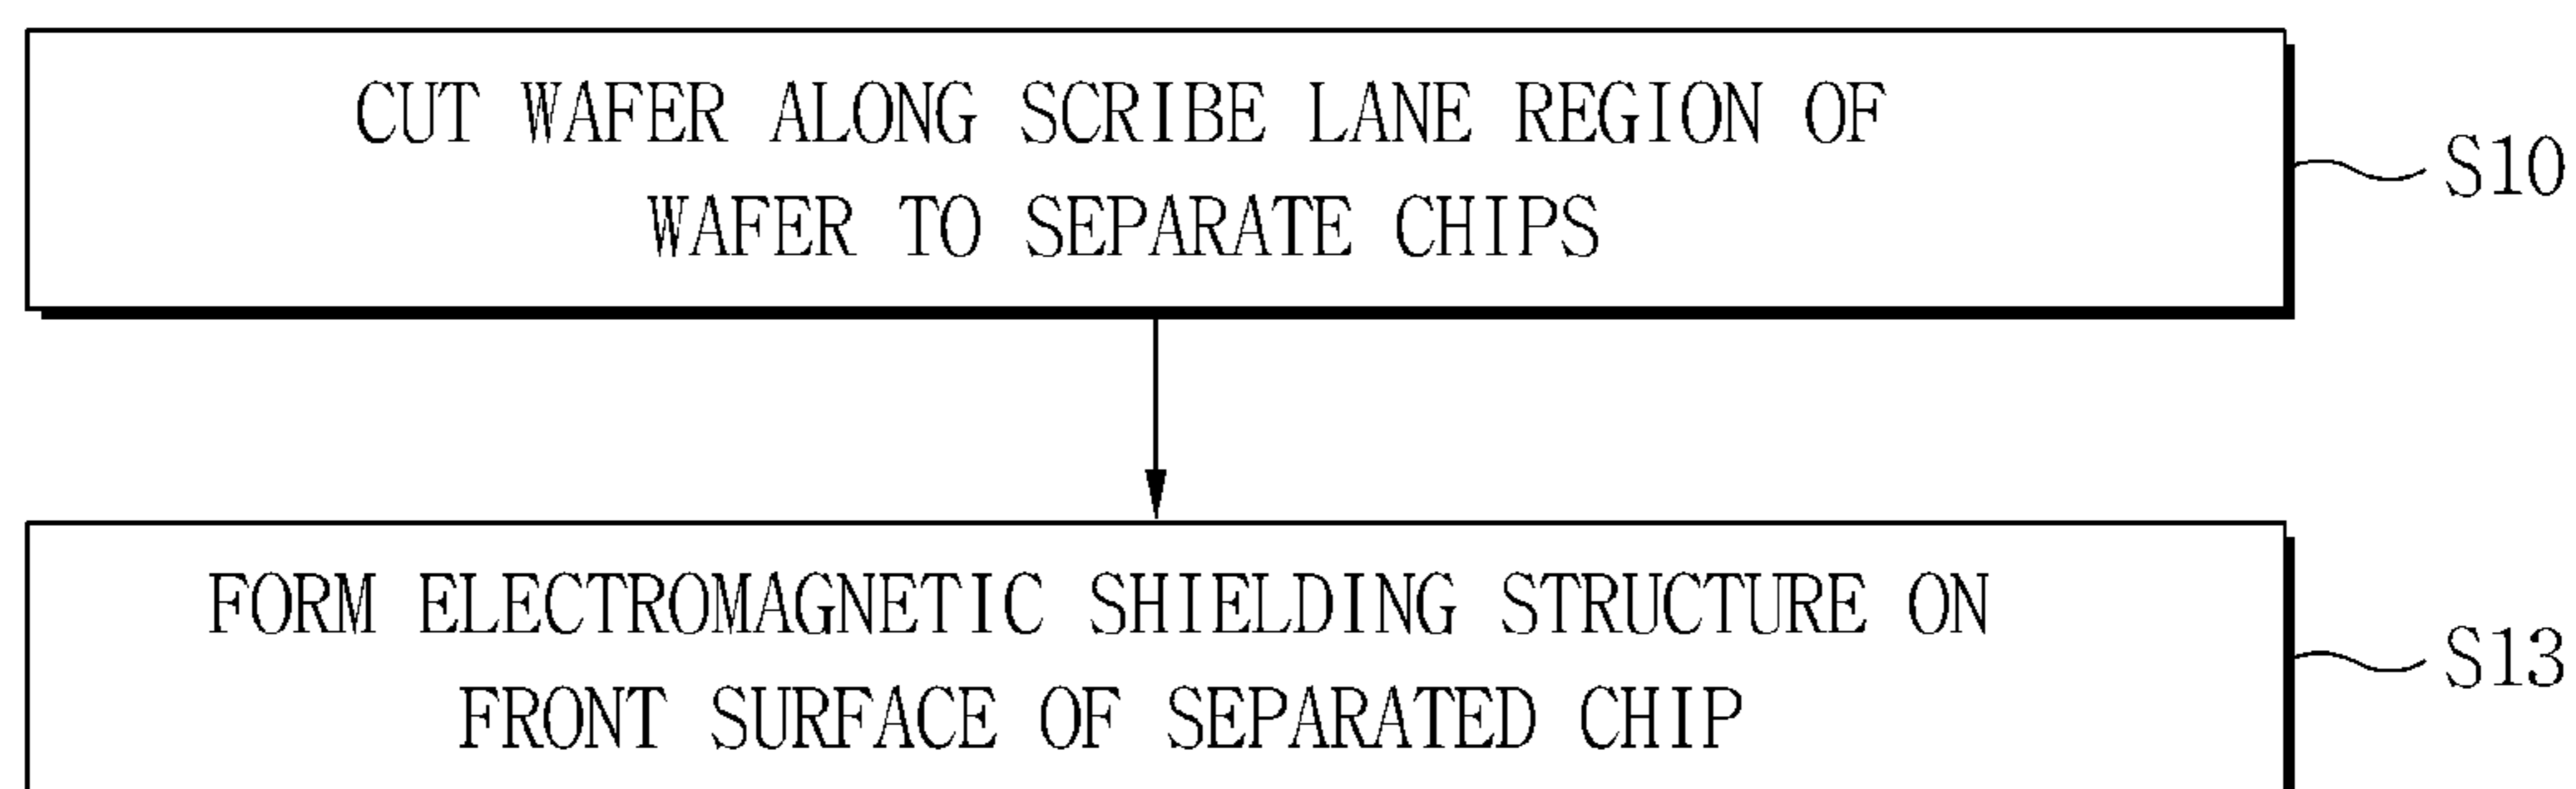 CUT WAFER ALONG SCRIBE LANE REGION OF
WAFER TO SEPARATE CHIPS
S10
FORM ELECTROMAGNETIC SHIELDING STRUCTURE ON
FRONT SURFACE OF SEPARATED CHIP
S13